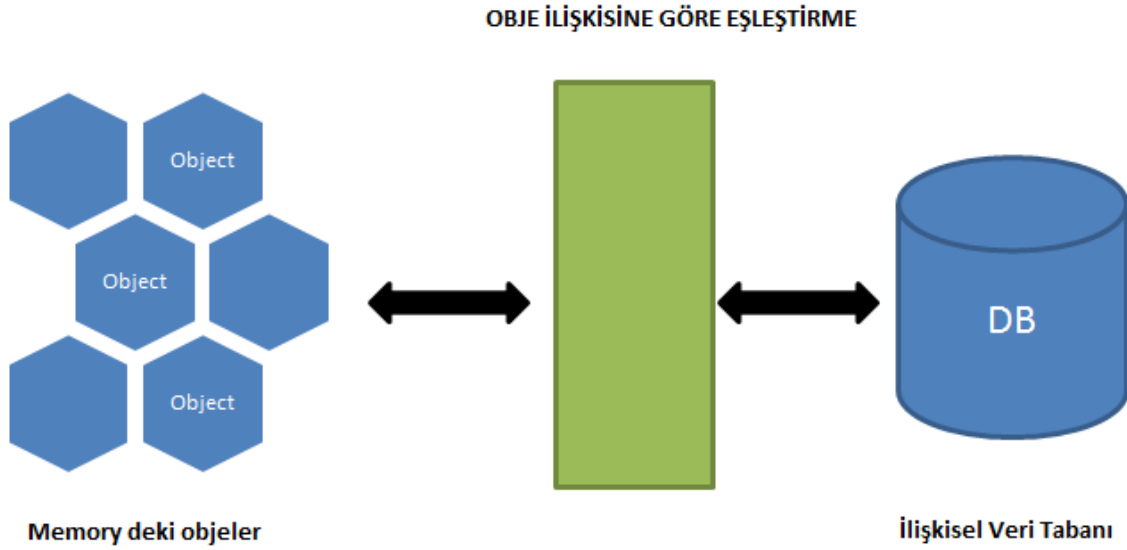 OBJE İLİŞKİSİNE GÖRE EŞLEŞTİRME
Object
Object
Object
DB
Memory deki objeler
İlişkisel Veri Tabanı